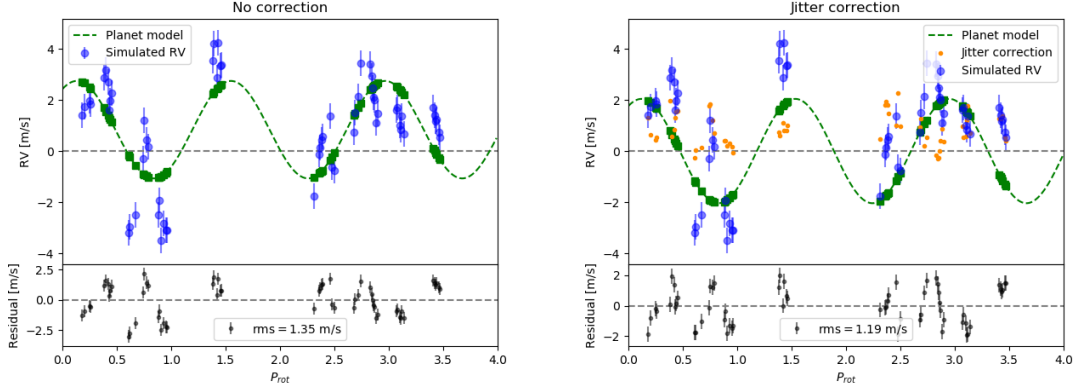 No correction
Planet model
Simulated RV
RV [m/s]
4
2
0
−2
−4
Residual [m/s]
2.5
0.0
−2.5
rms = 1.35 m/s
0.0 0.5 1.0 1.5 2.0 2.5 3.0 3.5 4.0
P_rot
Jitter correction
Planet model
Jitter correction
Simulated RV
RV [m/s]
4
2
0
−2
−4
Residual [m/s]
2
0
−2
rms = 1.19 m/s
0.0 0.5 1.0 1.5 2.0 2.5 3.0 3.5 4.0
P_rot